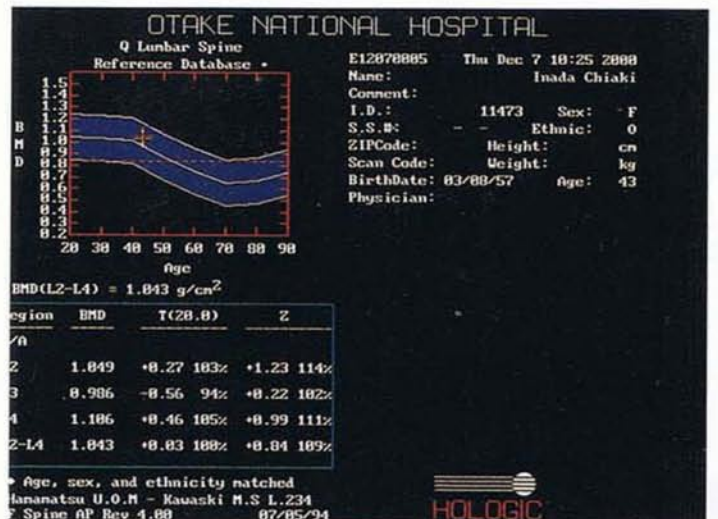 OTAKE NATIONAL HOSPITAL
Q Lumbar Spine
Reference Database •
1.5
1.4
1.3
1.2
1.1
1.0
0.9
0.8
0.7
0.6
0.5
0.4
0.3
0.2
B
M
D
20 30 40 50 60 70 80 90
Age
BMD(L2-L4) = 1.043 g/cm2
egion BMD T(20.0) Z
/A
2 1.049 +0.27 103% +1.23 114%
3 0.986 -0.56 94% +0.22 102%
4 1.106 +0.46 105% +0.99 111%
2-L4 1.043 +0.03 100% +0.84 109%
• Age, sex, and ethnicity matched
Hamamatsu U.O.M - Kawaski M.S L.234
F Spine AP Rev 4.00 07/05/94
E12070005 Thu Dec 7 10:25 2000
Name: Inada Chiaki
Comment:
I.D.: 11473 Sex: F
S.S.#: - - Ethnic: O
ZIPCode: Height: cm
Scan Code: Weight: kg
BirthDate: 03/08/57 Age: 43
Physician:
HOLOGIC